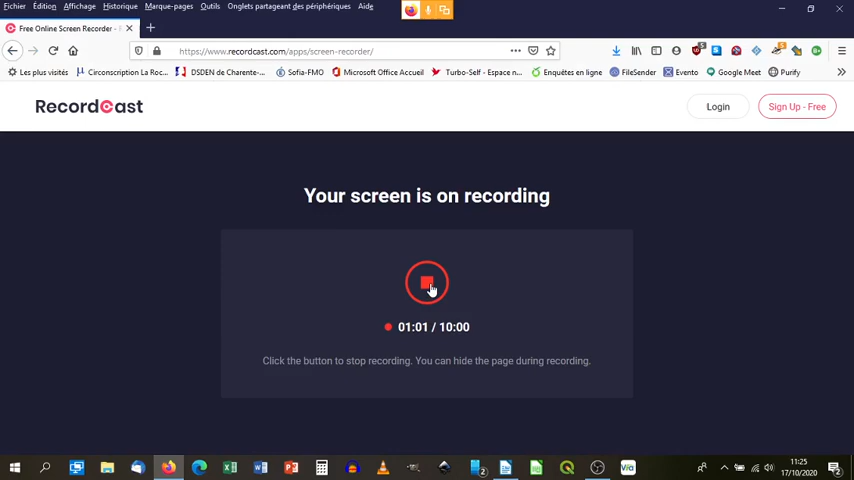 Fichier Édition Affichage Historique Marque-pages Outils Onglets partageant des périphériques Aide
Free Online Screen Recorder -
https://www.recordcast.com/apps/screen-recorder/
Les plus visités Circonscription La Roc... DSDEN de Charente-... Sofia-FMO Microsoft Office Accueil Turbo-Self - Espace n... Enquêtes en ligne FileSender Evento Google Meet Purify
RecordCast
Login
Sign Up - Free
Your screen is on recording
01:01 / 10:00
Click the button to stop recording. You can hide the page during recording.
11:25
17/10/2020